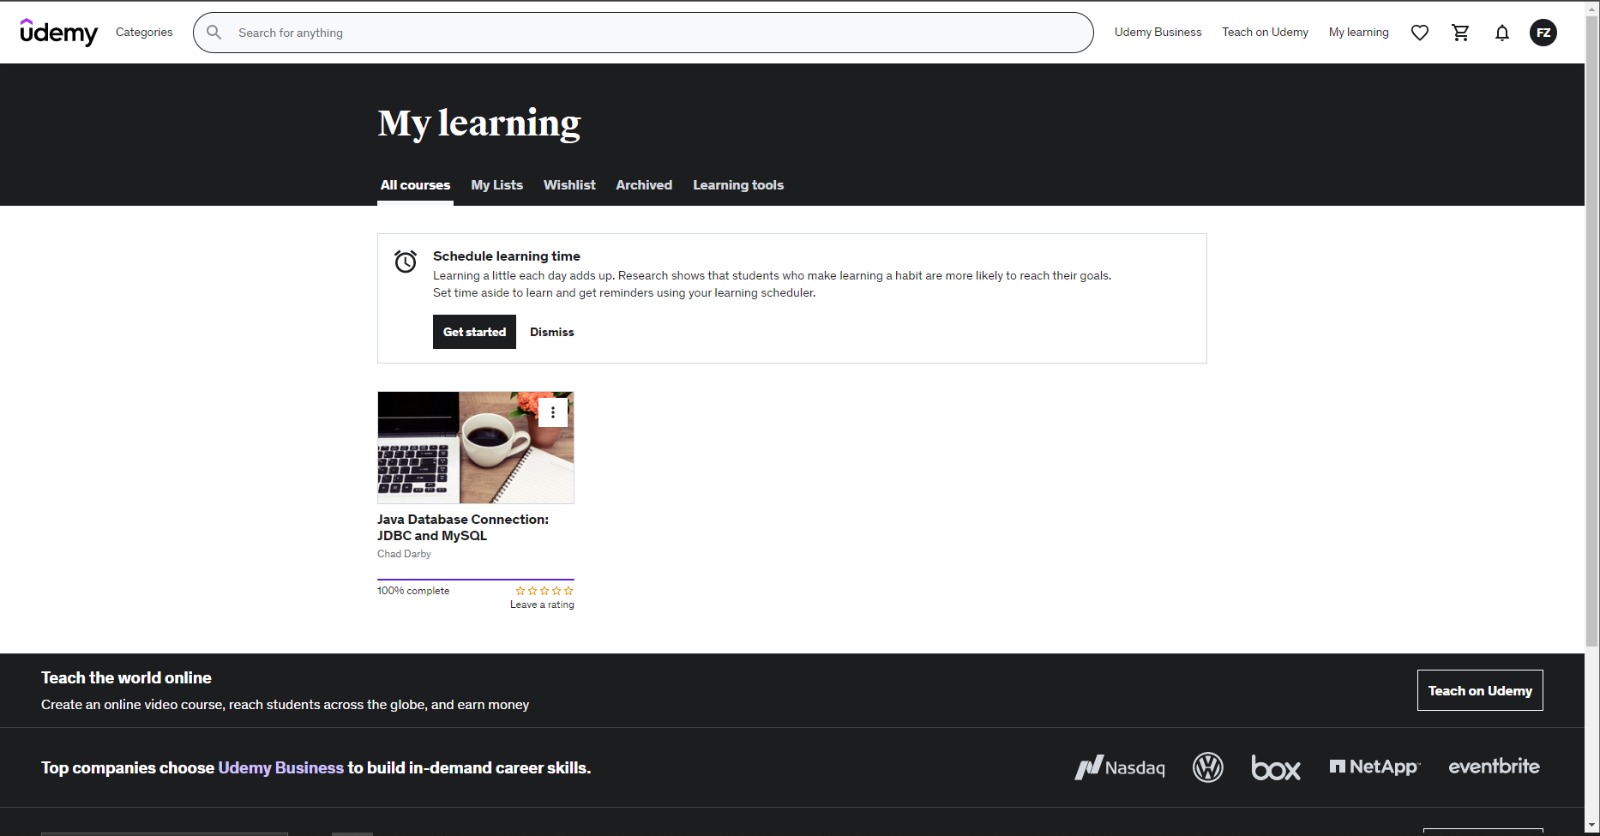 udemy
Categories
Search for anything
Udemy Business
Teach on Udemy
My learning
FZ
My learning
All courses
My Lists
Wishlist
Archived
Learning tools
Schedule learning time
Learning a little each day adds up. Research shows that students who make learning a habit are more likely to reach their goals.
Set time aside to learn and get reminders using your learning scheduler.
Get started
Dismiss
Java Database Connection:
JDBC and MySQL
Chad Darby
100% complete
Leave a rating
Teach the world online
Create an online video course, reach students across the globe, and earn money
Teach on Udemy
Top companies choose Udemy Business to build in-demand career skills.
Nasdaq
box
NetApp
eventbrite